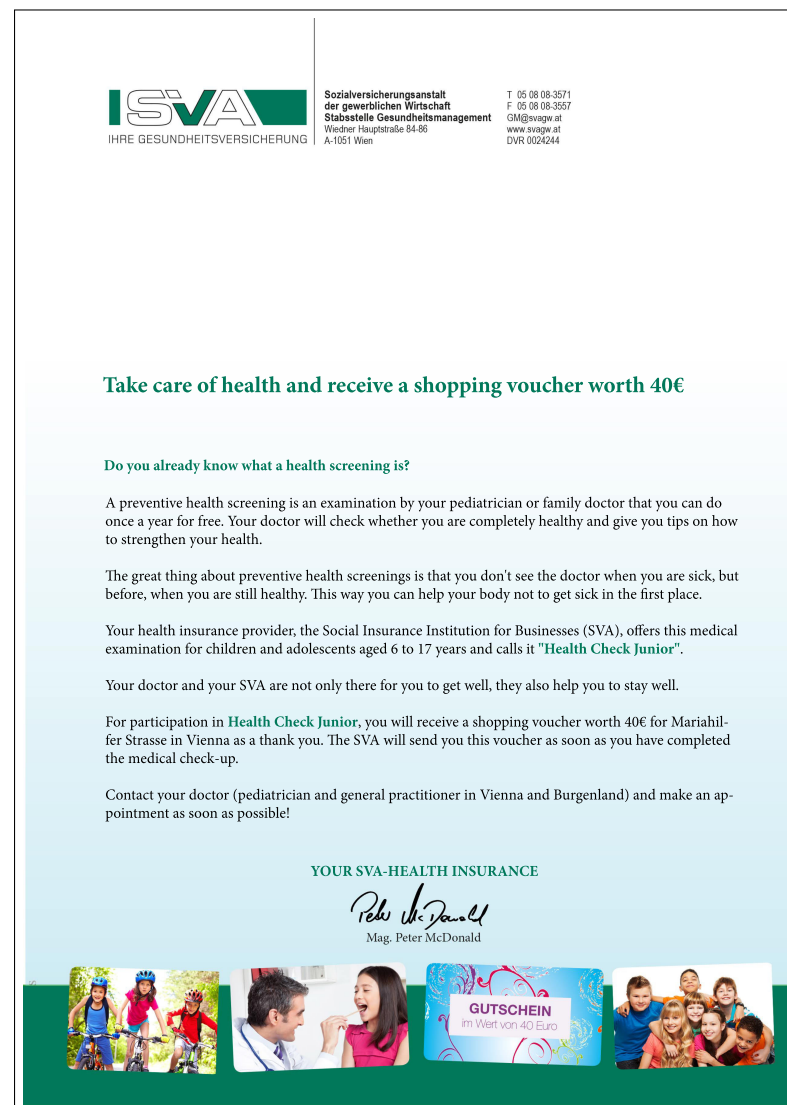 SVA
IHRE GESUNDHEITSVERSICHERUNG
Sozialversicherungsanstalt
der gewerblichen Wirtschaft
Stabsstelle Gesundheitsmanagement
Wiedner Hauptstraße 84-86
A-1051 Wien
T 05 08 08-3571
F 05 08 08-3557
GM@svagw.at
www.svagw.at
DVR 0024244
Take care of health and receive a shopping voucher worth 40€
Do you already know what a health screening is?
A preventive health screening is an examination by your pediatrician or family doctor that you can do
once a year for free. Your doctor will check whether you are completely healthy and give you tips on how
to strengthen your health.
The great thing about preventive health screenings is that you don't see the doctor when you are sick, but
before, when you are still healthy. This way you can help your body not to get sick in the first place.
Your health insurance provider, the Social Insurance Institution for Businesses (SVA), offers this medical
examination for children and adolescents aged 6 to 17 years and calls it "Health Check Junior".
Your doctor and your SVA are not only there for you to get well, they also help you to stay well.
For participation in Health Check Junior, you will receive a shopping voucher worth 40€ for Mariahil-
fer Strasse in Vienna as a thank you. The SVA will send you this voucher as soon as you have completed
the medical check-up.
Contact your doctor (pediatrician and general practitioner in Vienna and Burgenland) and make an ap-
pointment as soon as possible!
YOUR SVA-HEALTH INSURANCE
Peter McDonald
Mag. Peter McDonald
GUTSCHEIN
im Wert von 40 Euro